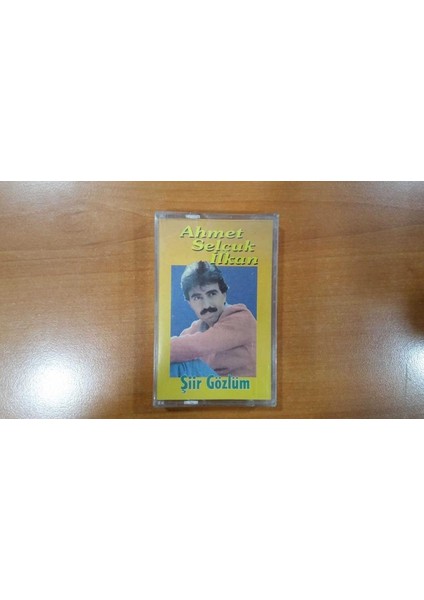 Ahmet
Selçuk
İlkan
Şiir Gözlüm